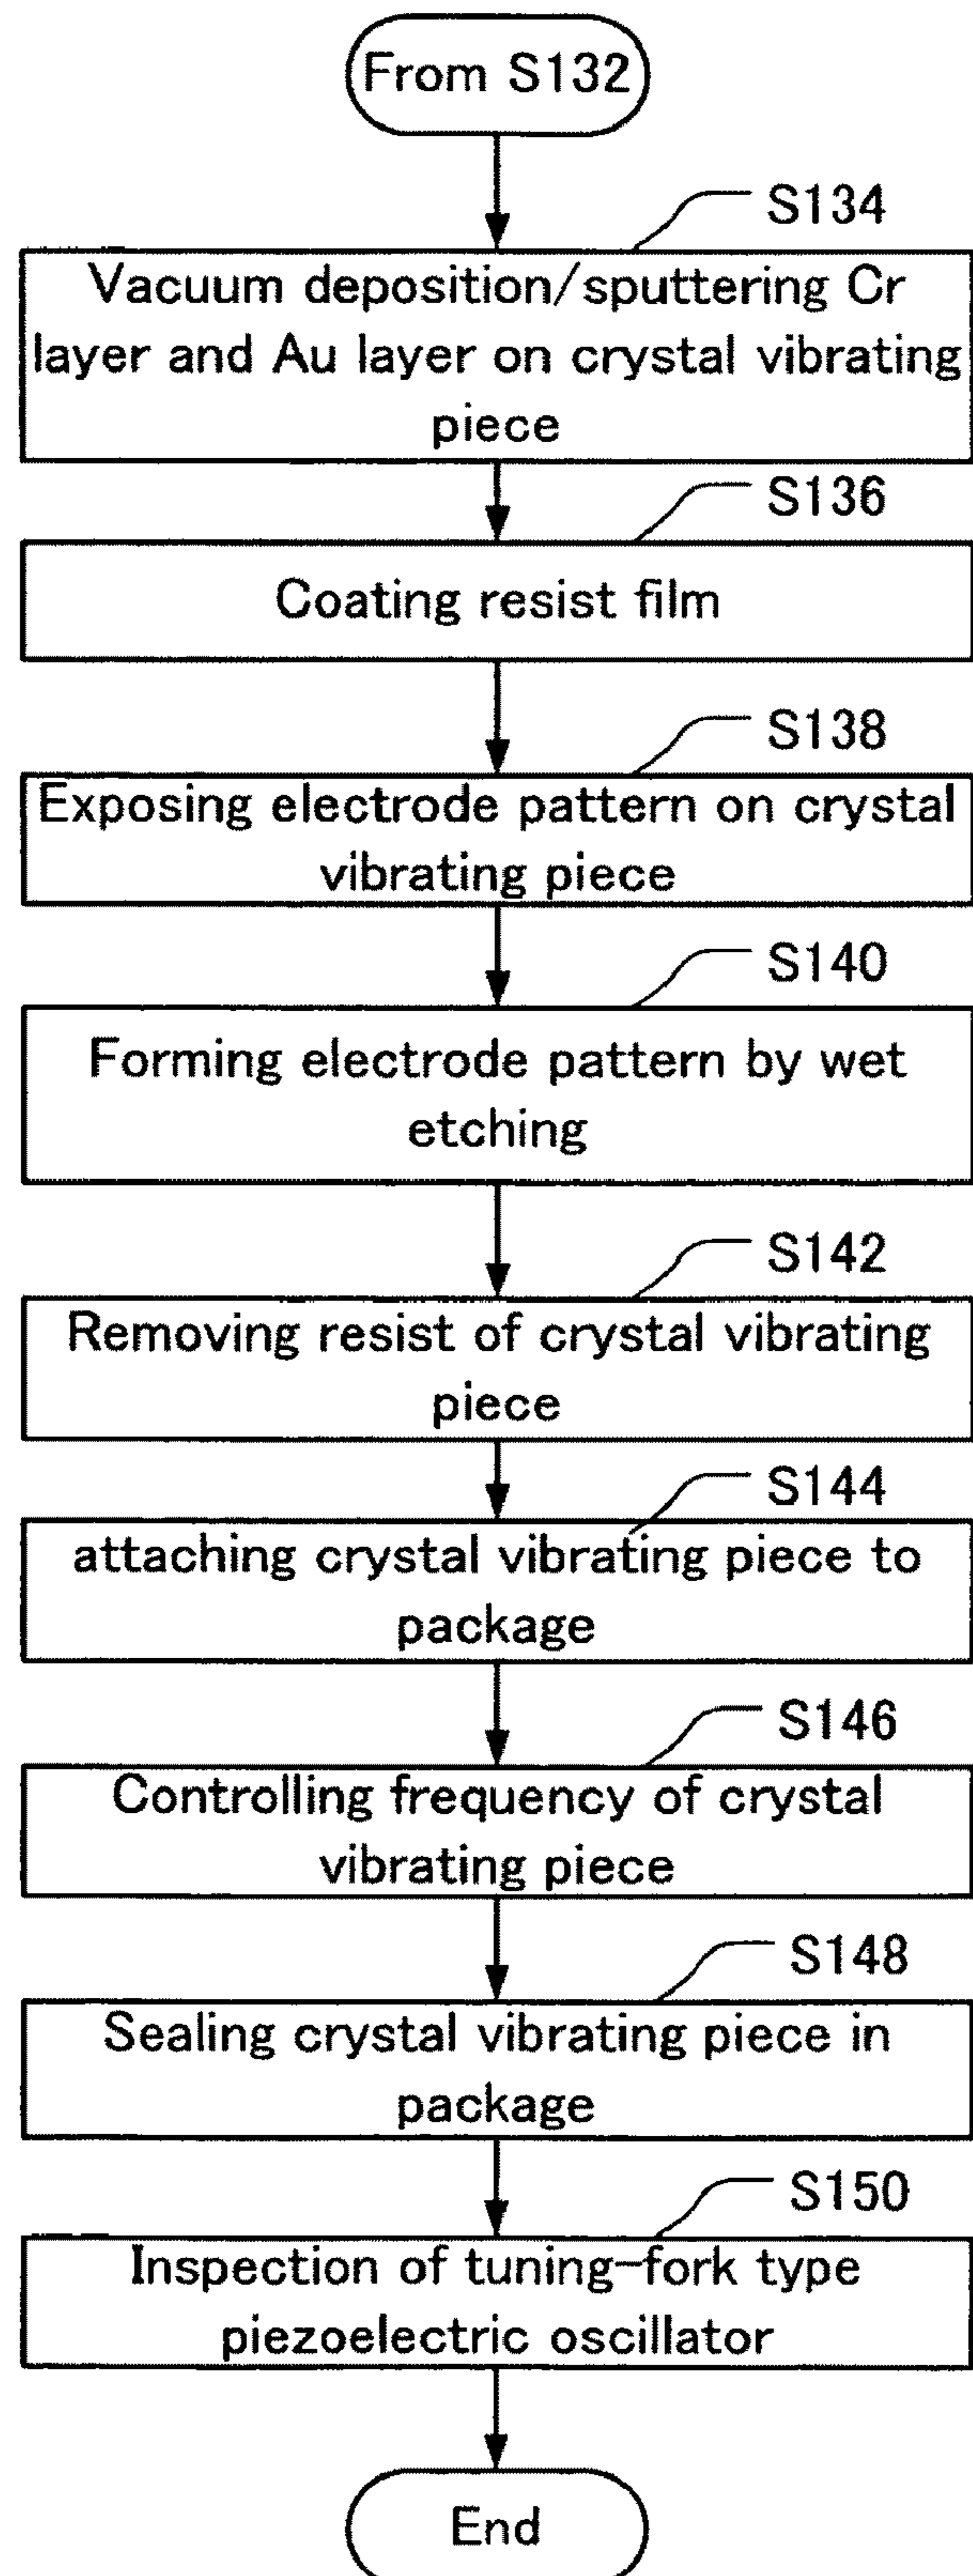 From S132
S134
Vacuum deposition/sputtering Cr
layer and Au layer on crystal vibrating
piece
S136
Coating resist film
S138
Exposing electrode pattern on crystal
vibrating piece
S140
Forming electrode pattern by wet
etching
S142
Removing resist of crystal vibrating
piece
S144
attaching crystal vibrating piece to
package
S146
Controlling frequency of crystal
vibrating piece
S148
Sealing crystal vibrating piece in
package
S150
Inspection of tuning-fork type
piezoelectric oscillator
End